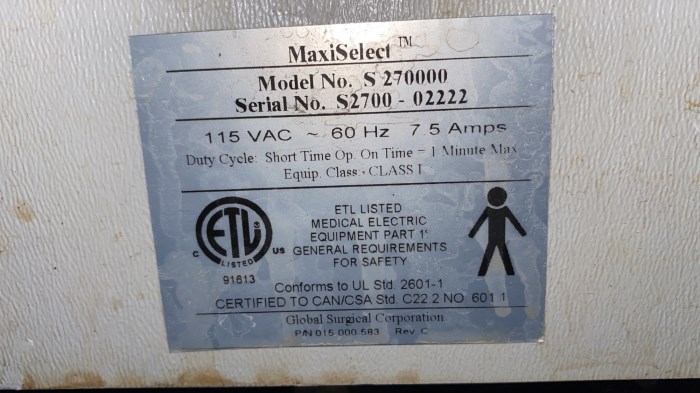 MaxiSelect™
Model No. S 270000
Serial No. S2700 - 02222
115 VAC ~ 60 Hz 7 5 Amps
Duty Cycle: Short Time Op. On Time = 1 Minute Max
Equip. Class - CLASS I
ETL LISTED
MEDICAL ELECTRIC
EQUIPMENT PART 1:
GENERAL REQUIREMENTS
FOR SAFETY
C ETL ® US
LISTED
91613
Conforms to UL Std. 2601-1
CERTIFIED TO CAN/CSA Std. C22 2 NO 601 1
Global Surgical Corporation
P/N 015 000 583 Rev C